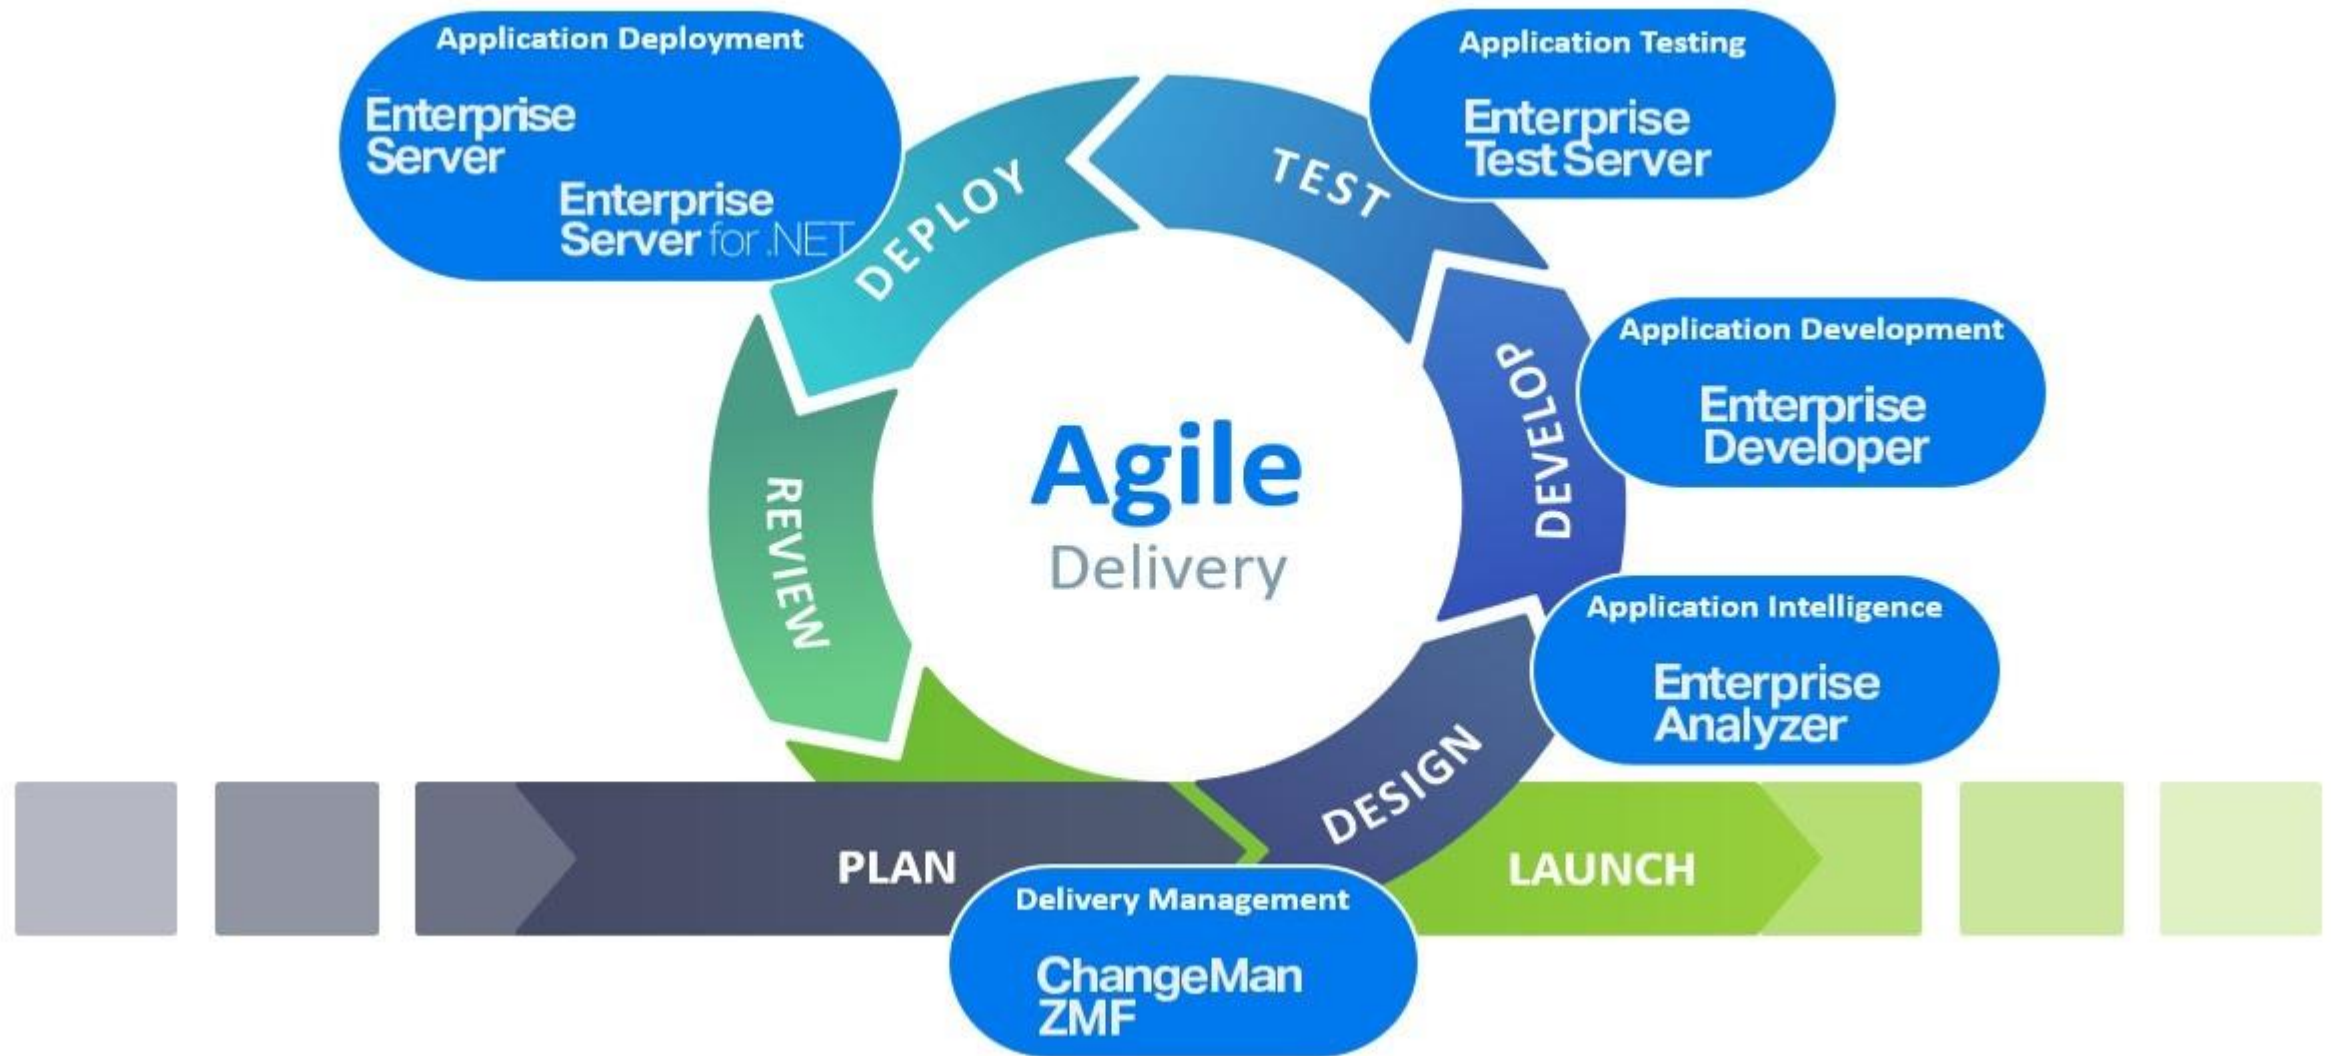 Application Deployment
Enterprise
Server
Enterprise
Server for .NET
Application Testing
Enterprise
Test Server
DEPLOY
TEST
Application Development
Enterprise
Developer
DEVELOP
REVIEW
Agile
Delivery
Application Intelligence
Enterprise
Analyzer
DESIGN
PLAN
LAUNCH
Delivery Management
ChangeMan
ZMF